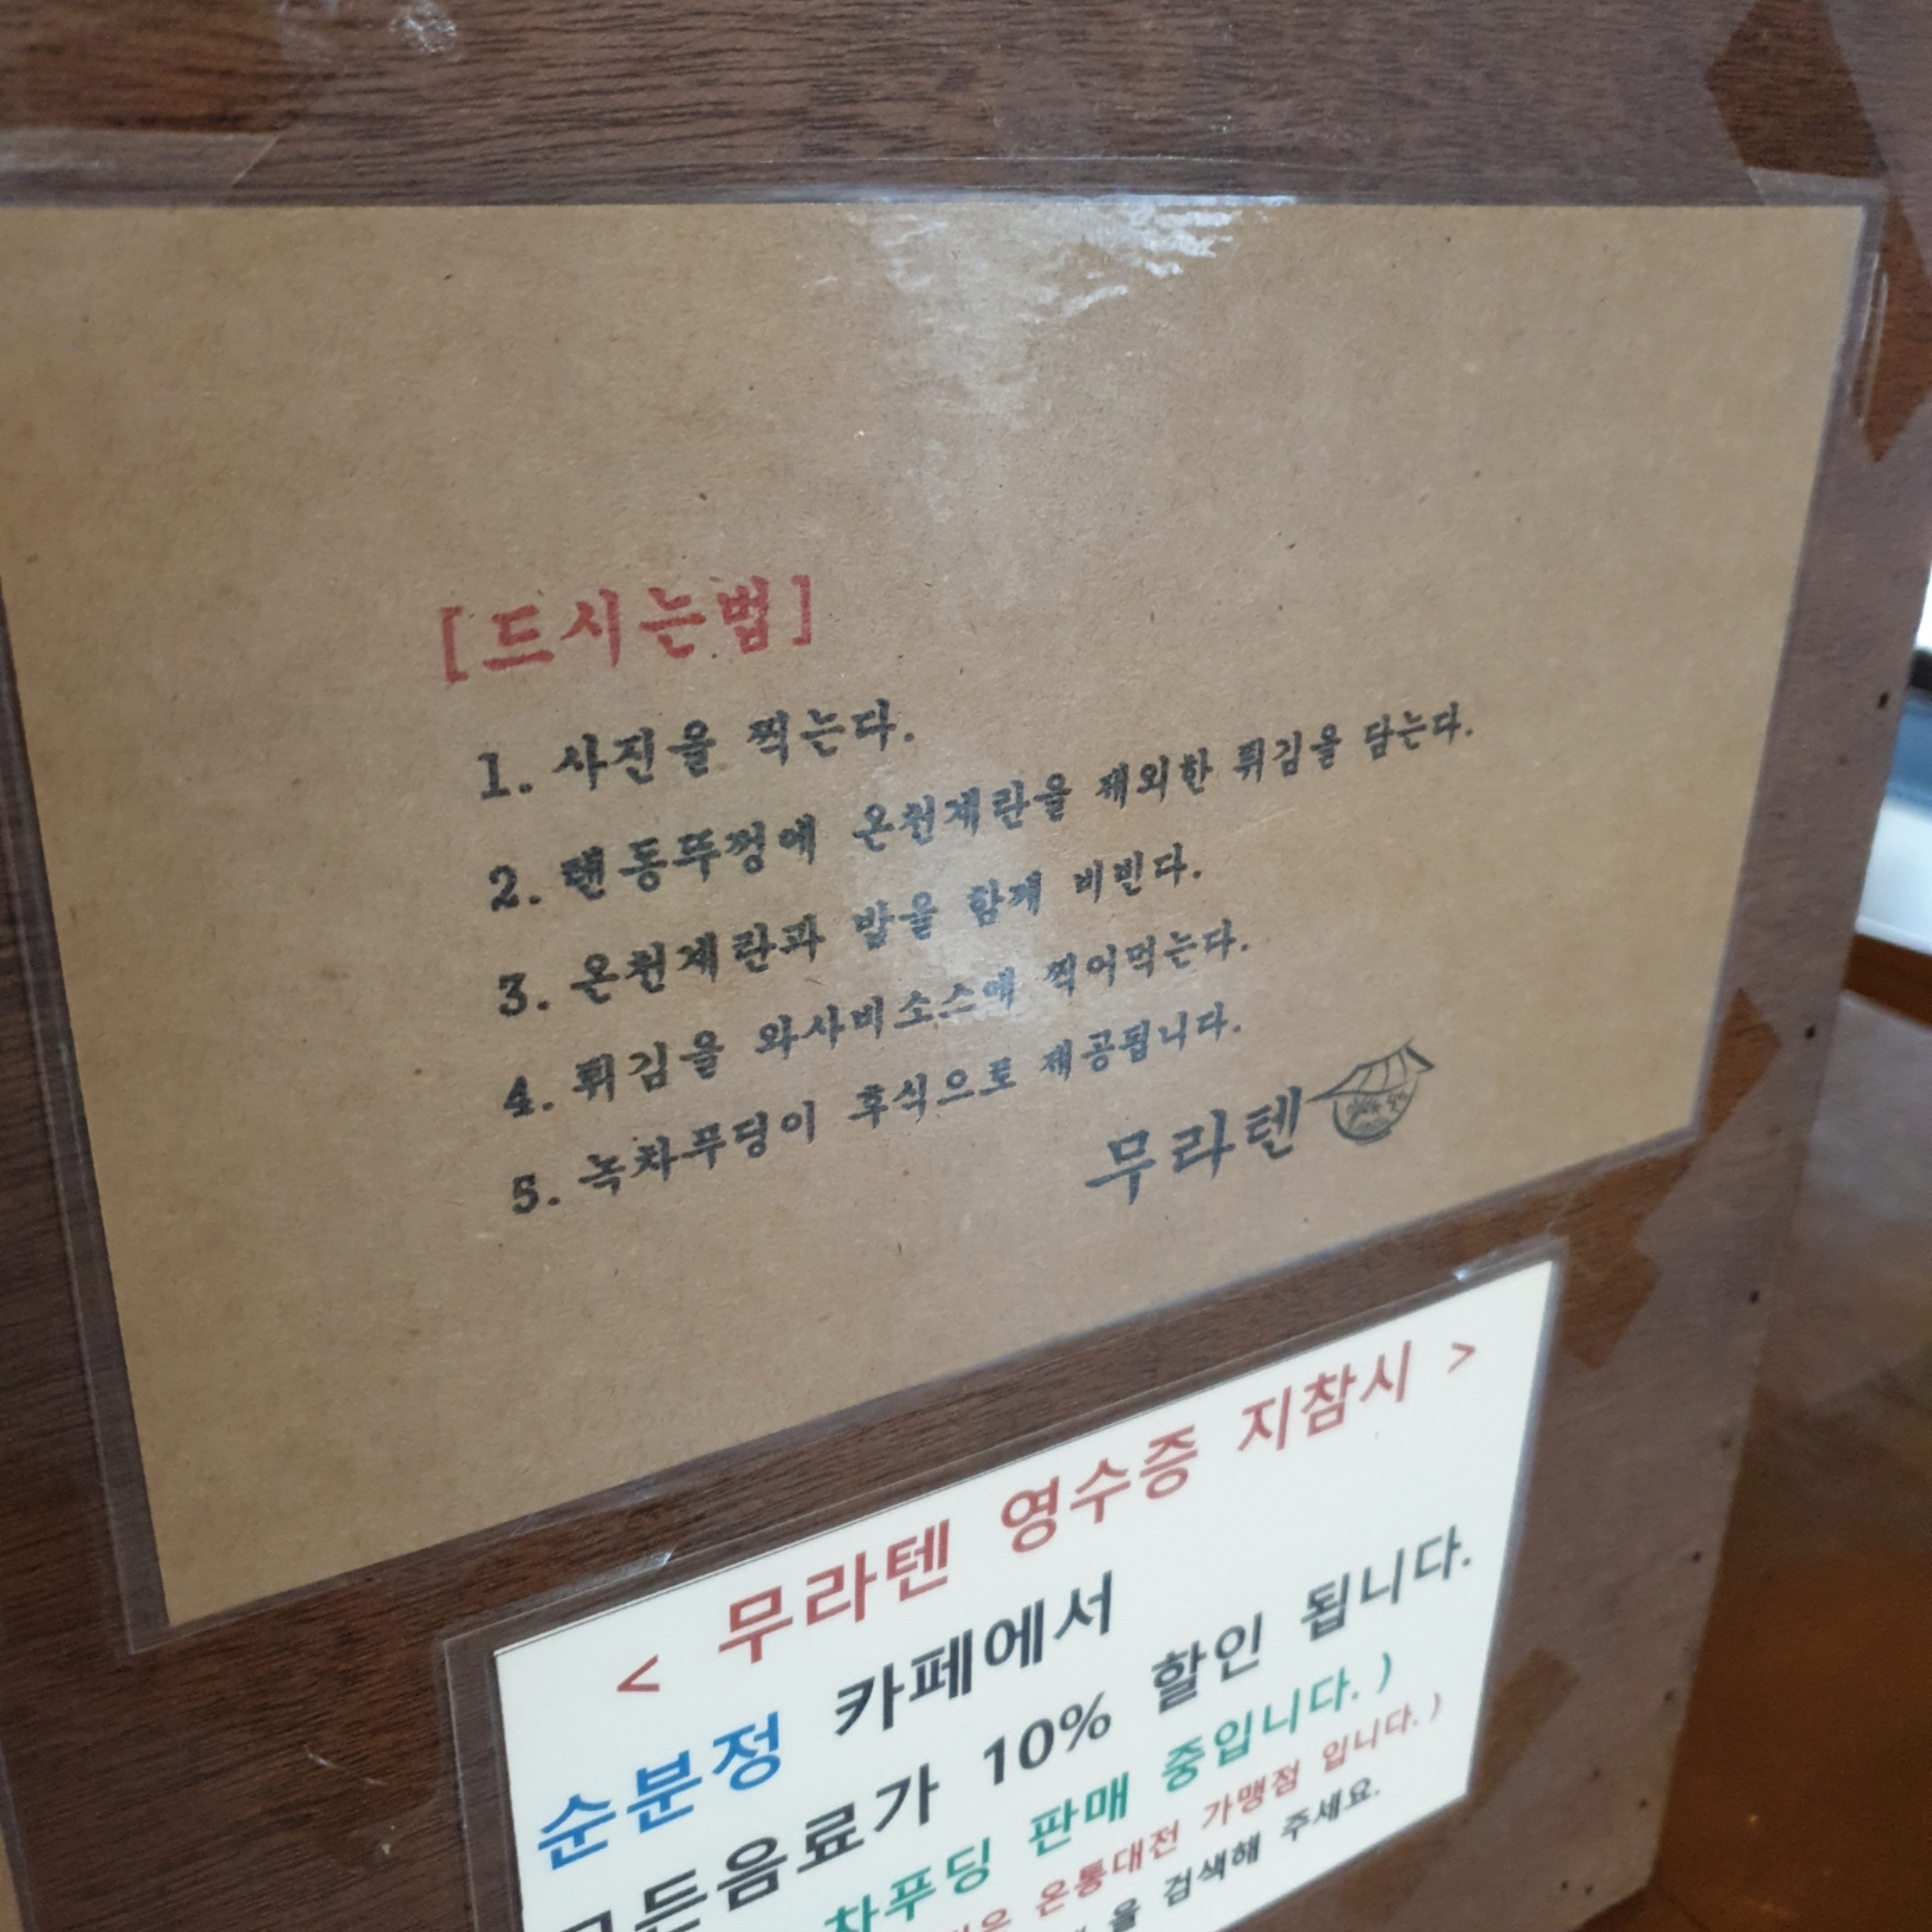 [드시는법]
1. 사진을 찍는다.
2. 텐동뚜껑에 온천계란을 제외한 튀김을 담는다.
3. 온천계란과 밥을 함께 비빈다.
4. 튀김을 와사비소스에 찍어먹는다.
5. 녹차푸딩이 후식으로 제공됩니다.
무라텐
< 무라텐 영수증 지참시 >
순분정 카페에서
음료가 10% 할인 됩니다.
판매 중입니다. )
온통대전 가맹점 입니다. )
을 검색해 주세요.